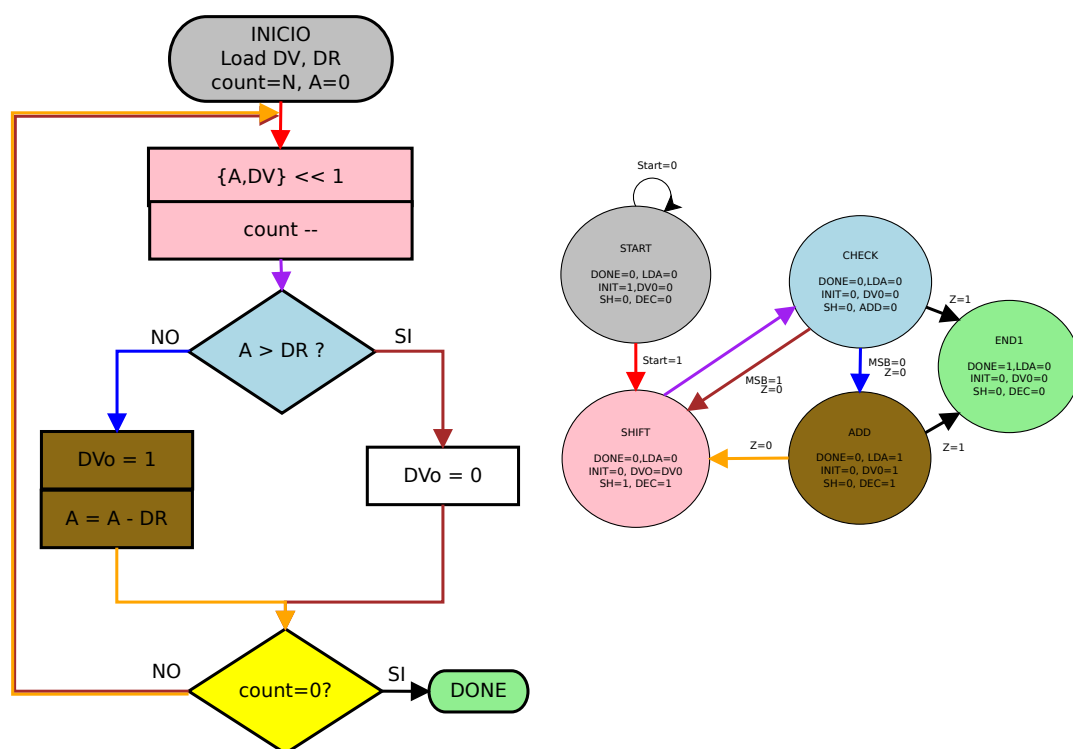 INICIO
Load DV, DR
count=N, A=0
{A,DV} << 1
count --
NO
A > DR ?
SI
DVo = 1
A = A - DR
DVo = 0
NO
count=0?
SI
DONE
Start=0
START
DONE=0, LDA=0
INIT=1,DV0=0
SH=0, DEC=0
Start=1
CHECK
DONE=0,LDA=0
INIT=0, DV0=0
SH=0, ADD=0
Z=1
MSB=1
Z=0
MSB=0
Z=0
END1
DONE=1,LDA=0
INIT=0, DV0=0
SH=0, DEC=0
SHIFT
DONE=0,LDA=0
INIT=0, DVO=DV0
SH=1, DEC=1
Z=0
ADD
DONE=0, LDA=1
INIT=0, DV0=1
SH=0, DEC=1
Z=1